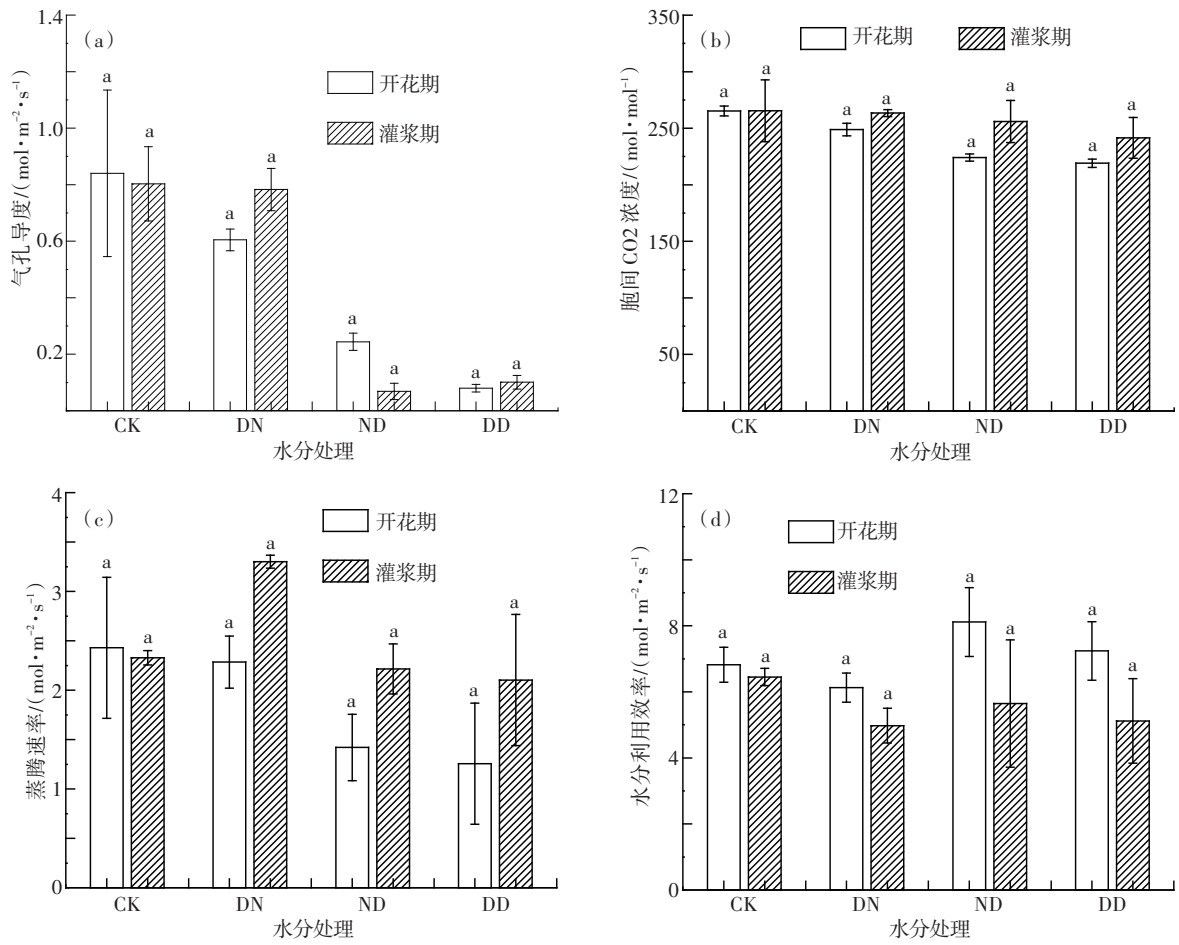 (a)
开花期
灌浆期
气孔导度/(mol·m⁻²·s⁻¹)
1.4
1.0
0.6
0.2
a a a a a a a a
CK DN ND DD
水分处理
(b)
开花期 灌浆期
胞间CO2浓度/(mol·mol⁻¹)
350
250
150
50
a a a a a a a a
CK DN ND DD
水分处理
(c)
开花期
灌浆期
蒸腾速率/(mol·m⁻²·s⁻¹)
4
3
2
1
0
a a a a a a a a
CK DN ND DD
水分处理
(d)
开花期
灌浆期
水分利用效率/(mol·m⁻²·s⁻¹)
12
8
4
0
a a a a a a a a
CK DN ND DD
水分处理